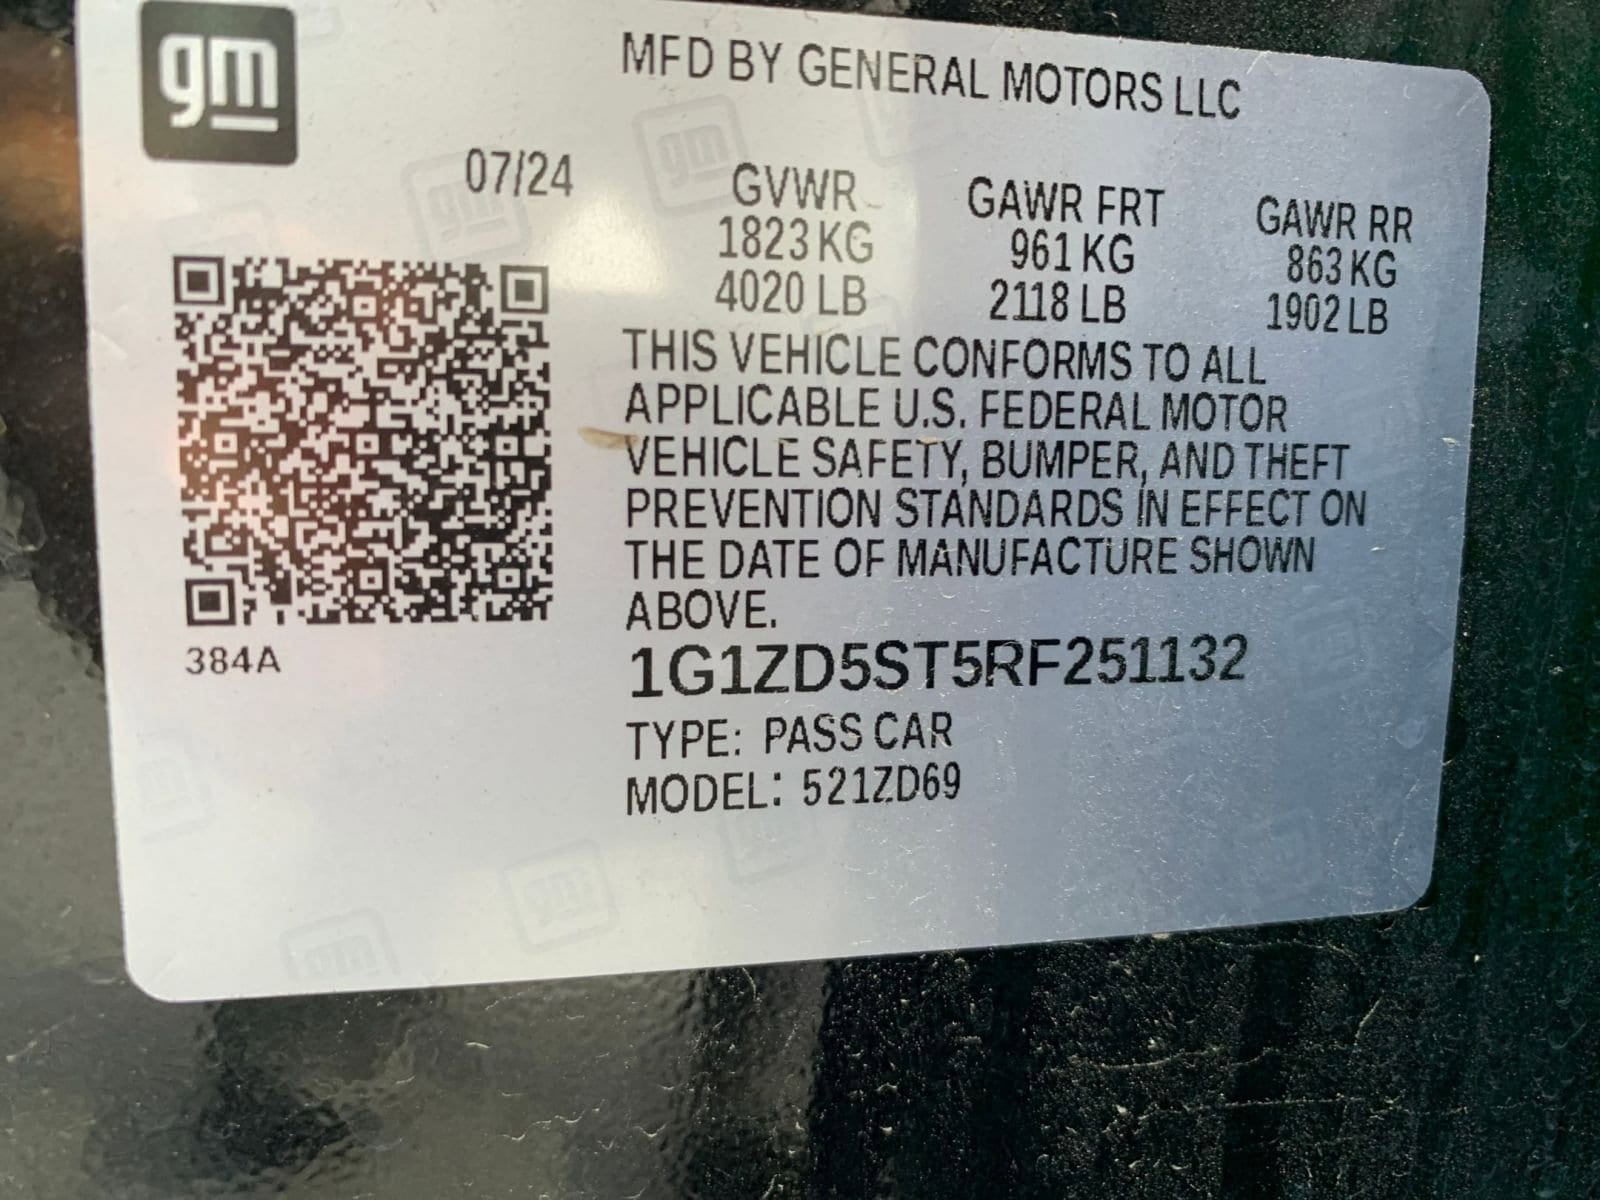 gm
MFD BY GENERAL MOTORS LLC
07/24
GVWR GAWR FRT GAWR RR
1823 KG 961 KG 863 KG
4020 LB 2118 LB 1902 LB
THIS VEHICLE CONFORMS TO ALL
APPLICABLE U.S. FEDERAL MOTOR
VEHICLE SAFETY, BUMPER, AND THEFT
PREVENTION STANDARDS IN EFFECT ON
THE DATE OF MANUFACTURE SHOWN
ABOVE.
384A
1G1ZD5ST5RF251132
TYPE: PASS CAR
MODEL: 521ZD69